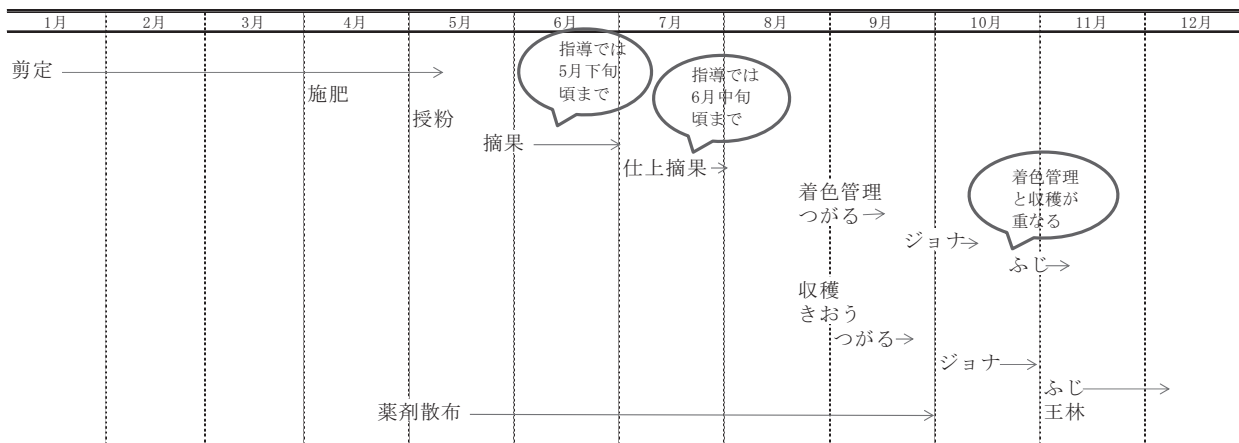 1月 2月 3月 4月 5月 6月 7月 8月 9月 10月 11月 12月
指導では
5月下旬
頃まで
剪定
指導では
6月中旬
頃まで
施肥
授粉
摘果
仕上摘果
着色管理
つがる
着色管理
と収穫が
重なる
ジョナ
ふじ
収穫
きおう
つがる
ジョナ
ふじ
王林
薬剤散布